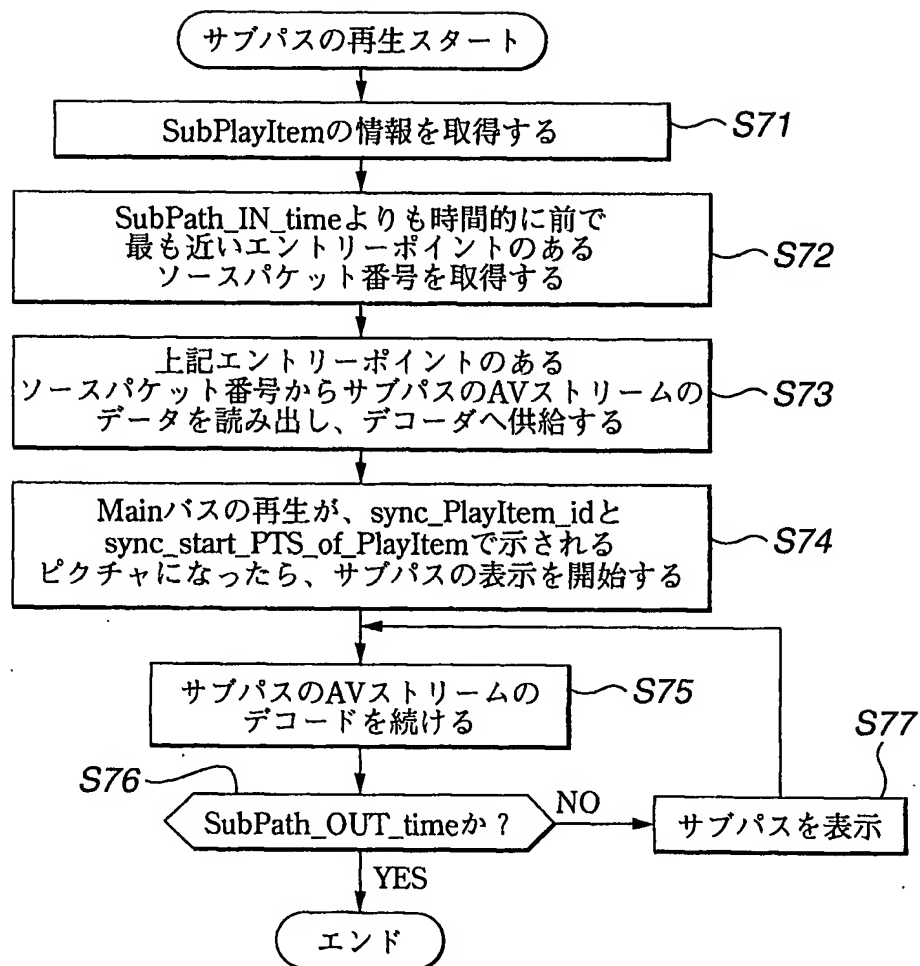 サブパスの再生スタート
SubPlayItemの情報を取得する
S71
SubPath_IN_timeよりも時間的に前で
最も近いエントリーポイントのある
ソースパケット番号を取得する
S72
上記エントリーポイントのある
ソースパケット番号からサブパスのAVストリームの
データを読み出し、デコーダへ供給する
S73
Mainパスの再生が、sync_PlayItem_idと
sync_start_PTS_of_PlayItemで示される
ピクチャになったら、サブパスの表示を開始する
S74
サブパスのAVストリームの
デコードを続ける
S75
S76
SubPath_OUT_timeか？
NO
S77
サブパスを表示
YES
エンド